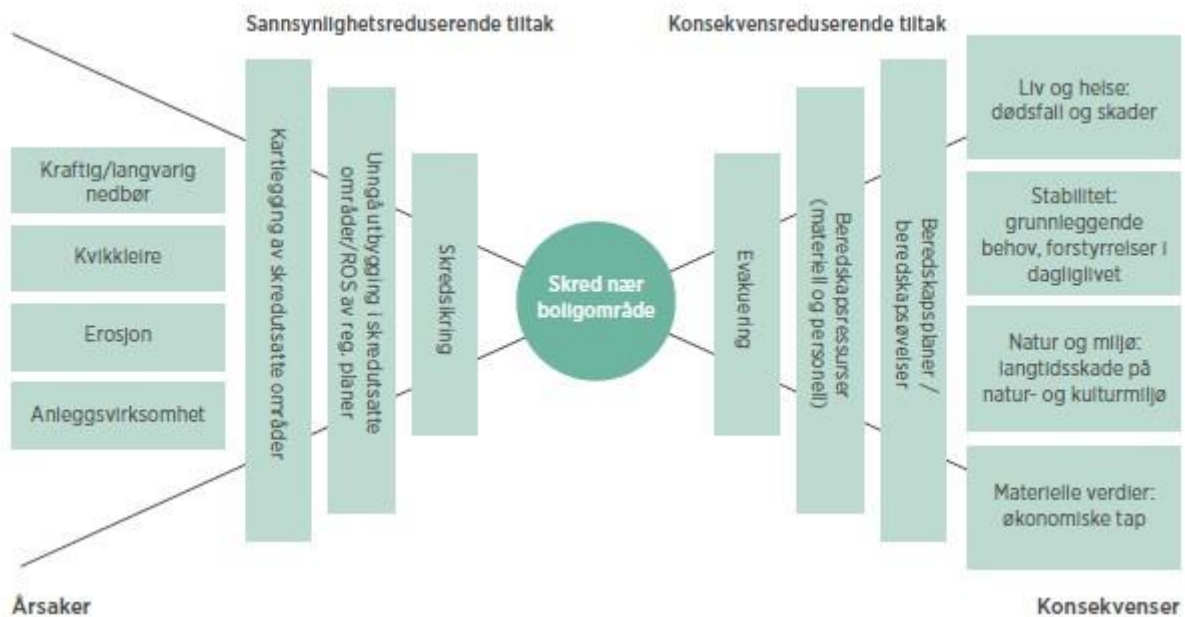 Sannsynlighetsreduserende tiltak
Konsekvensreduserende tiltak
Kraftig/langvarig
nedbør
Kvikkleire
Erosjon
Anleggsvirksomhet
Kartlegging av skredutsatte områder
Unngå utbygging i skredutsatte
områder/ROS av reg. planer
Skredsikring
Skred nær
boligområde
Evakuering
Beredskapsressurser
(materiell og personell)
Beredskapsplaner /
beredskapsøvelser
Liv og helse:
dødsfall og skader
Stabilitet:
grunnleggende
behov, forstyrrelser i
dagliglivet
Natur og miljø:
langtidsskade på
natur- og kulturmiljø
Materielle verdier:
økonomiske tap
Årsaker
Konsekvenser